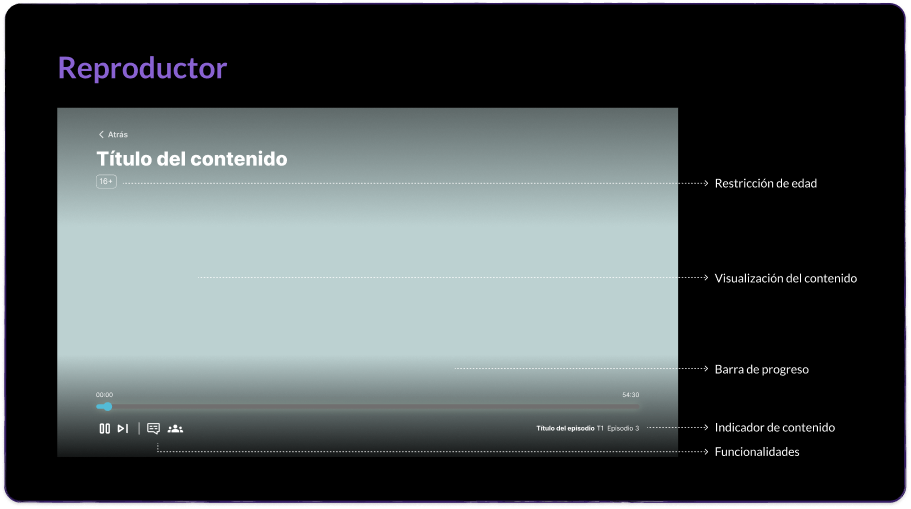 Reproductor
Atrás
Título del contenido
16+
Restricción de edad
Visualización del contenido
Barra de progreso
00:00
54:30
Título del episodio T1 Episodio 3
Indicador de contenido
Funcionalidades